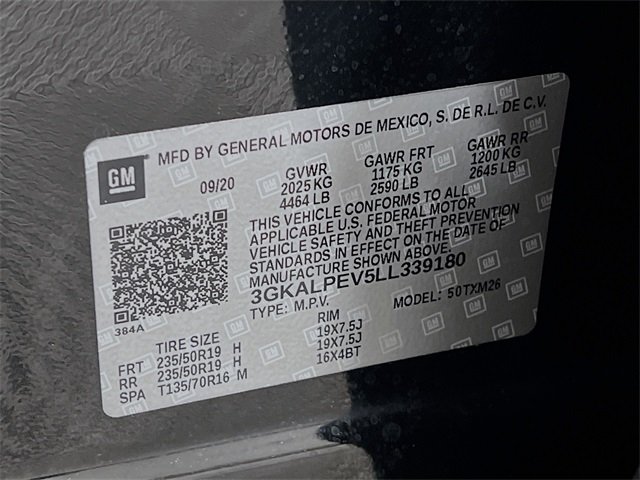 GM
MFD BY GENERAL MOTORS DE MEXICO, S. DE R.L. DE C.V.
09/20 GVWR GAWR FRT GAWR RR
2025 KG 1175 KG 1200 KG
4464 LB 2590 LB 2645 LB
THIS VEHICLE CONFORMS TO ALL
APPLICABLE U.S. FEDERAL MOTOR
VEHICLE SAFETY AND THEFT PREVENTION
STANDARDS IN EFFECT ON THE DATE OF
MANUFACTURE SHOWN ABOVE.
3GKALPEV5LL339180
TYPE: M.P.V. MODEL: 50TXM26
384A
TIRE SIZE RIM
FRT 235/50R19 H 19X7.5J
RR 235/50R19 H 19X7.5J
SPA T135/70R16 M 16X4BT